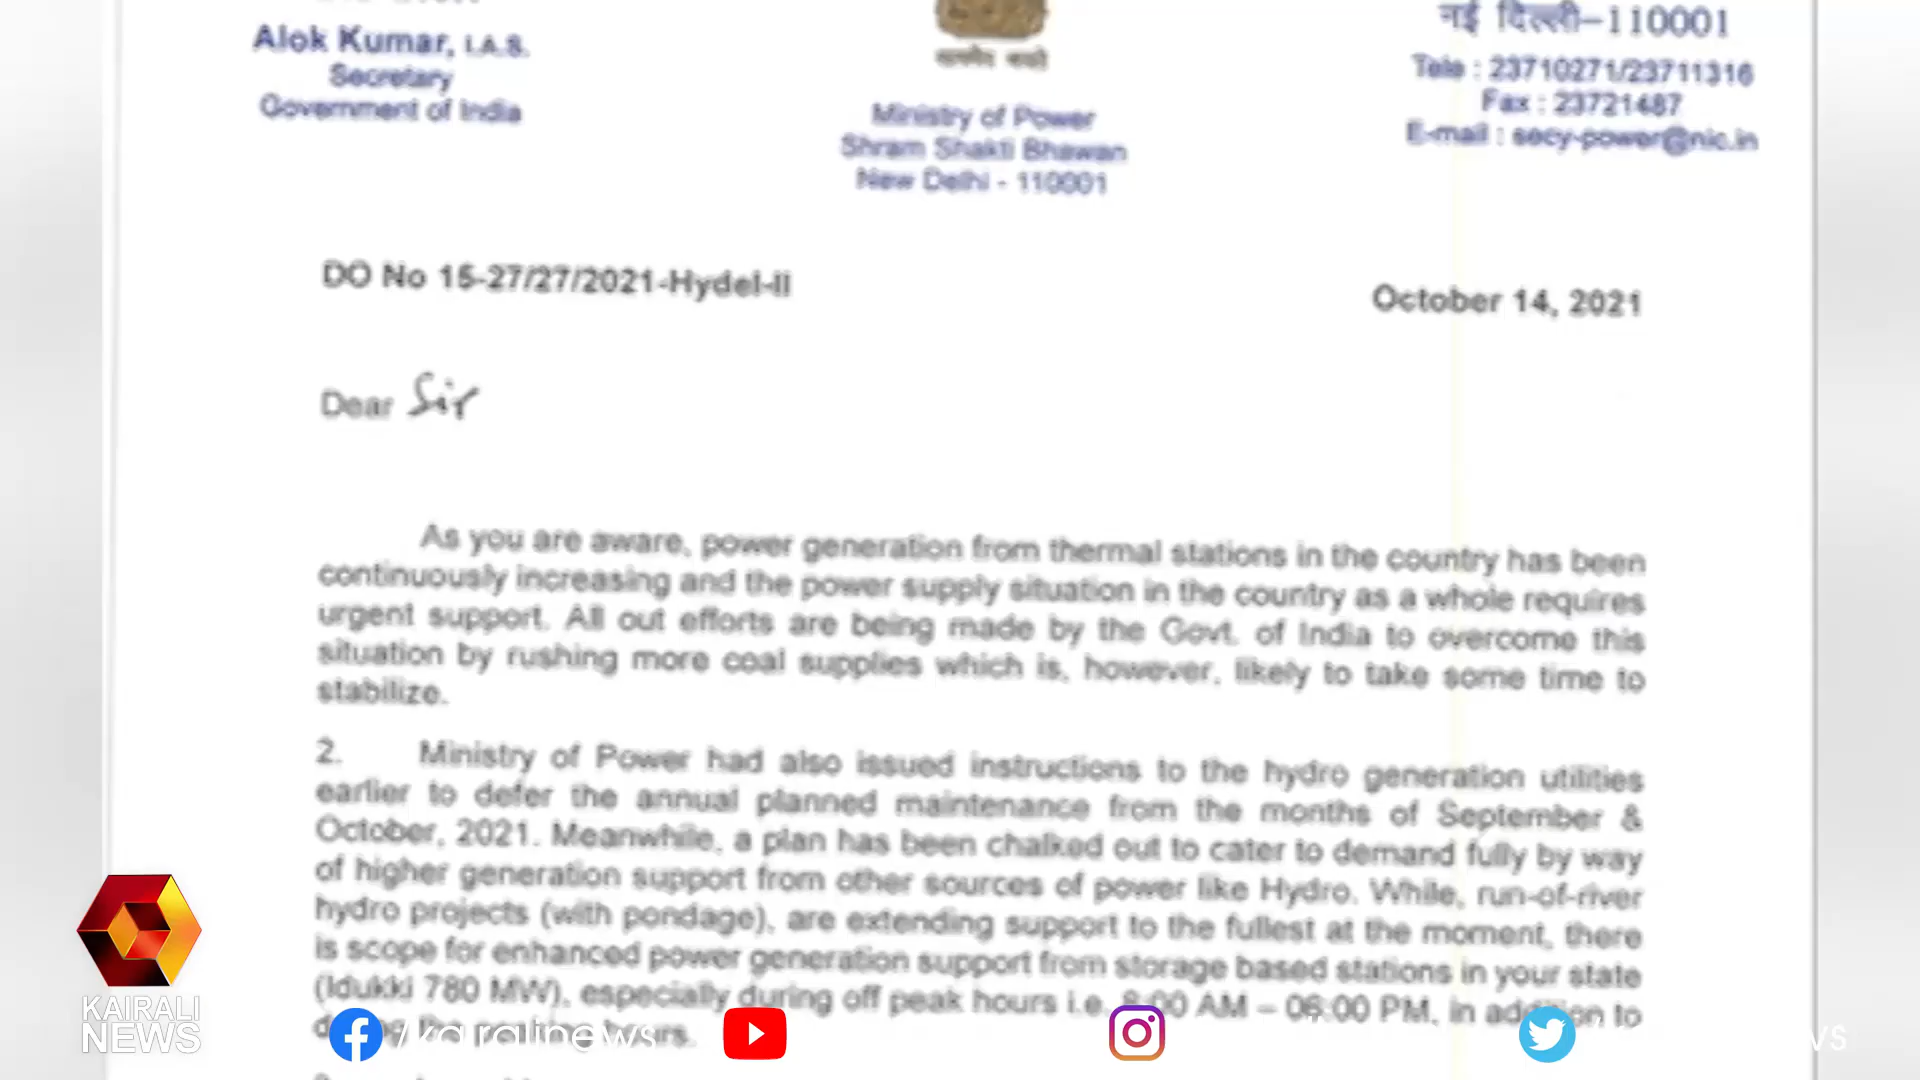 Alok Kumar, I.A.S.
Secretary
Government of India
Ministry of Power
Shram Shakti Bhawan
New Delhi - 110001
नई दिल्ली-110001
Tele : 23710271/23711316
Fax : 23721487
E-mail : secy-power@nic.in
DO No 15-27/27/2021-Hydel-II
October 14, 2021
Dear Sir
As you are aware, power generation from thermal stations in the country has been
continuously increasing and the power supply situation in the country as a whole requires
urgent support. All out efforts are being made by the Govt. of India to overcome this
situation by rushing more coal supplies which is, however, likely to take some time to
stabilize.
2. Ministry of Power had also issued instructions to the hydro generation utilities
earlier to defer the annual planned maintenance from the months of September &
October, 2021. Meanwhile, a plan has been chalked out to cater to demand fully by way
of higher generation support from other sources of power like Hydro. While, run-of-river
hydro projects (with pondage), are extending support to the fullest at the moment, there
is scope for enhanced power generation support from storage based stations in your state
(Idukki 780 MW), especially during off peak hours i.e. 8:00 AM – 06:00 PM, in addition to
hours.
KAIRALI
NEWS
/kairalinews